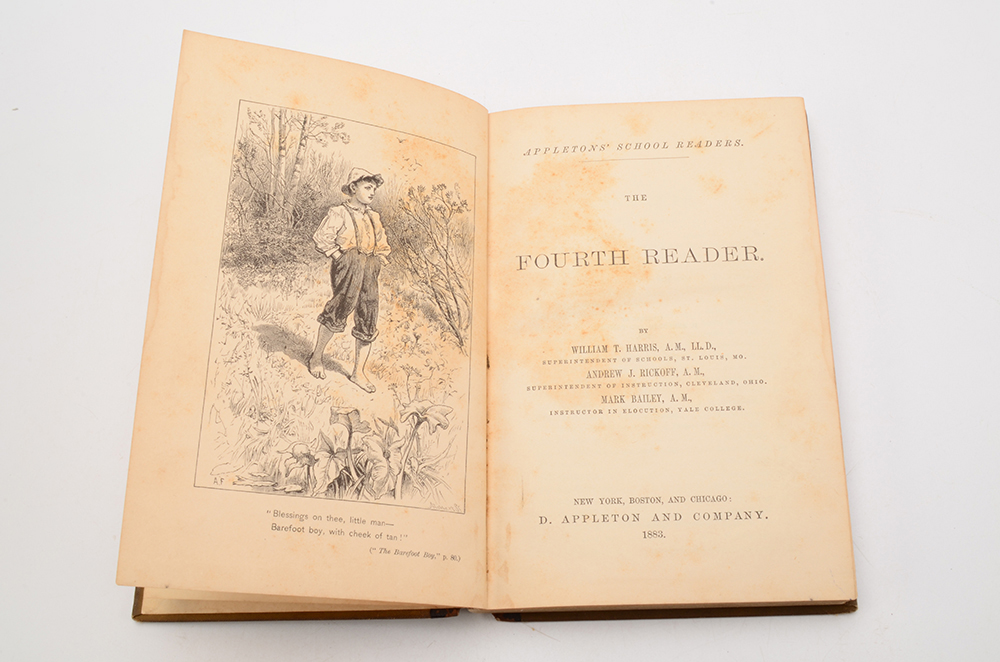 A F
"Blessings on thee, little man—
Barefoot boy, with cheek of tan!"
("The Barefoot Boy," p. 80.)
APPLETONS' SCHOOL READERS.
THE
FOURTH READER.
BY
WILLIAM T. HARRIS, A. M., LL. D.,
SUPERINTENDENT OF SCHOOLS, ST. LOUIS, MO.
ANDREW J. RICKOFF, A. M.,
SUPERINTENDENT OF INSTRUCTION, CLEVELAND, OHIO.
MARK BAILEY, A. M.,
INSTRUCTOR IN ELOCUTION, YALE COLLEGE.
NEW YORK, BOSTON, AND CHICAGO:
D. APPLETON AND COMPANY.
1883.